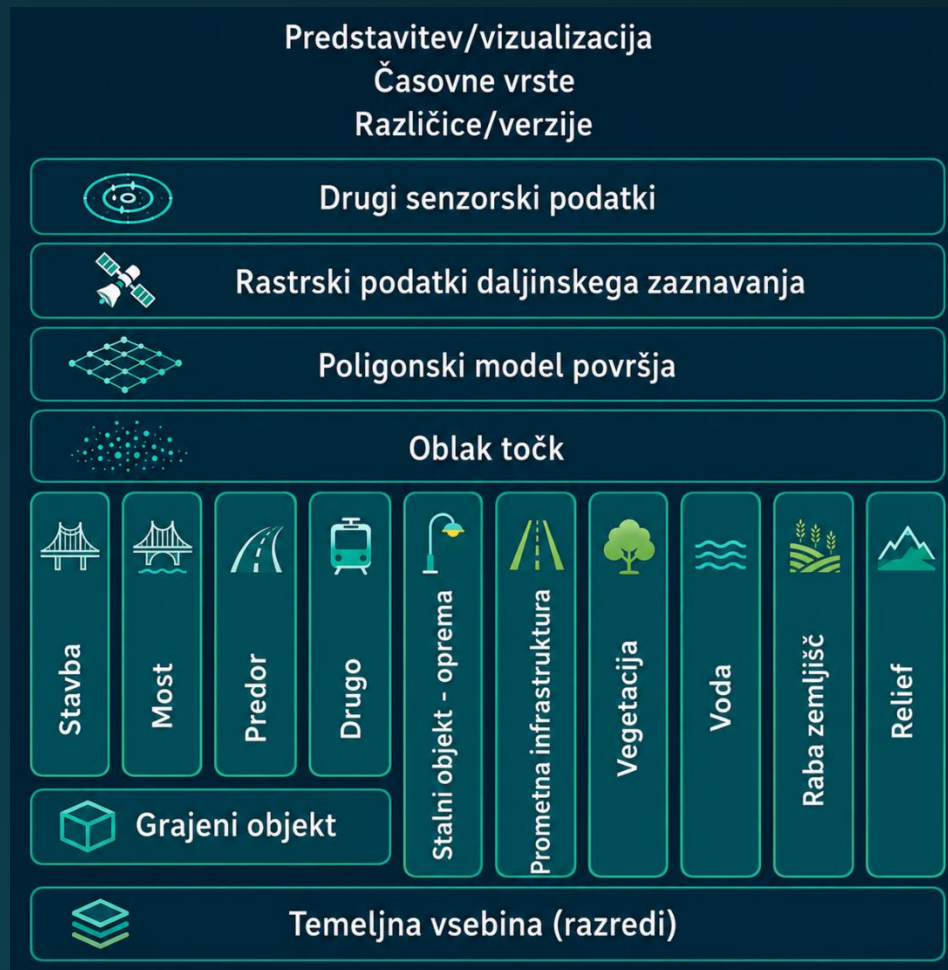 Predstavitev/vizualizacija
Časovne vrste
Različice/verzije
Drugi senzorski podatki
Rastrski podatki daljinskega zaznavanja
Poligonski model površja
Oblak točk
Stavba
Most
Predor
Drugo
Stalni objekt - oprema
Prometna infrastruktura
Vegetacija
Voda
Raba zemljišč
Relief
Grajeni objekt
Temeljna vsebina (razredi)